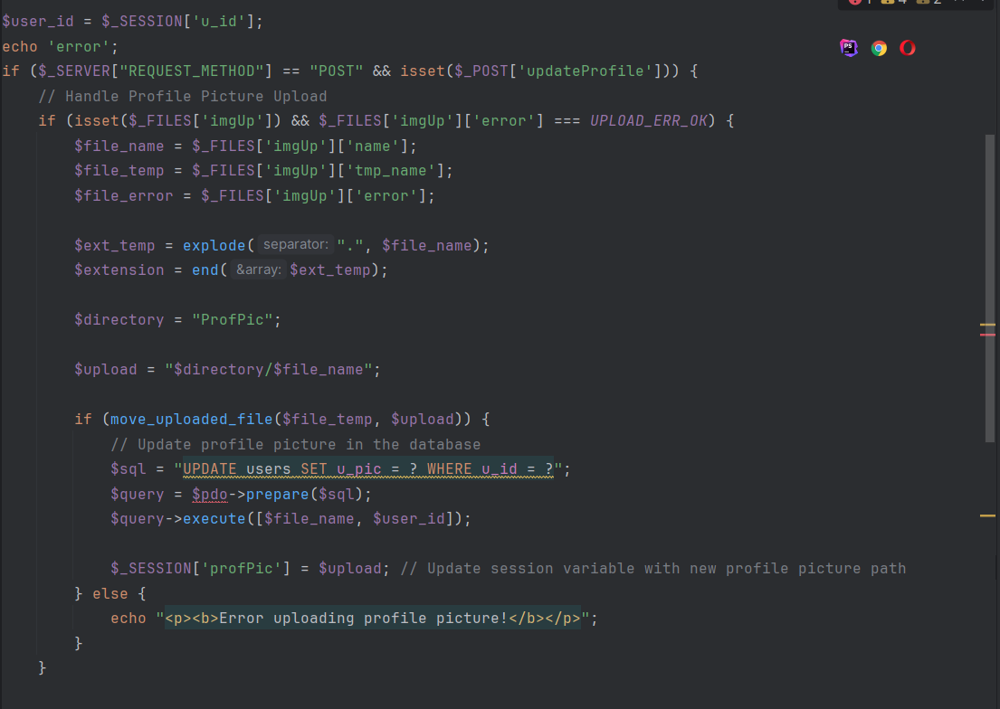 $user_id = $_SESSION['u_id'];
echo 'error';
PS
if ($_SERVER["REQUEST_METHOD"] == "POST" && isset($_POST['updateProfile'])) {
    // Handle Profile Picture Upload
    if (isset($_FILES['imgUp']) && $_FILES['imgUp']['error'] === UPLOAD_ERR_OK) {
        $file_name = $_FILES['imgUp']['name'];
        $file_temp = $_FILES['imgUp']['tmp_name'];
        $file_error = $_FILES['imgUp']['error'];
        $ext_temp = explode( separator: ".", $file_name);
        $extension = end( &array: $ext_temp);
        $directory = "ProfPic";
        $upload = "$directory/$file_name";
        if (move_uploaded_file($file_temp, $upload)) {
            // Update profile picture in the database
            $sql = "UPDATE users SET u_pic = ? WHERE u_id = ?";
            $query = $pdo->prepare($sql);
            $query->execute([$file_name, $user_id]);
            $_SESSION['profPic'] = $upload; // Update session variable with new profile picture path
        } else {
            echo "<p><b>Error uploading profile picture!</b></p>";
        }
    }